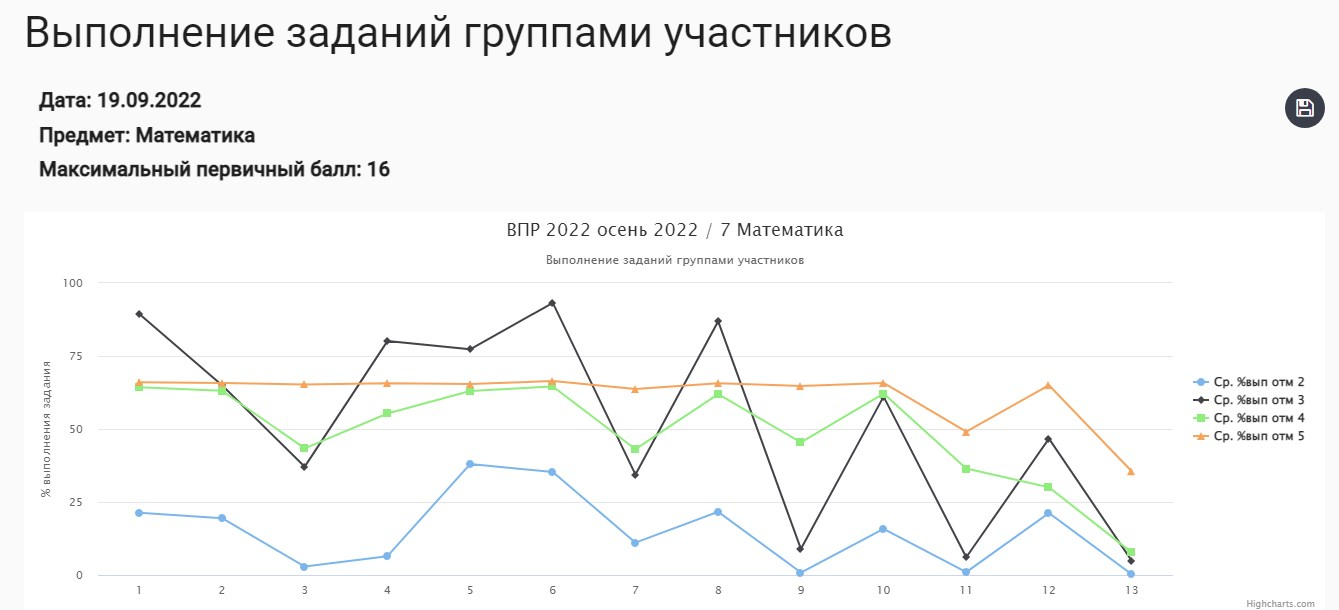 Выполнение заданий группами участников
Дата: 19.09.2022
Предмет: Математика
Максимальный первичный балл: 16
ВПР 2022 осень 2022 / 7 Математика
Выполнение заданий группами участников
% выполнения задания
100
75
50
25
0
1 2 3 4 5 6 7 8 9 10 11 12 13
Ср. %вып отм 2
Ср. %вып отм 3
Ср. %вып отм 4
Ср. %вып отм 5
Highcharts.com